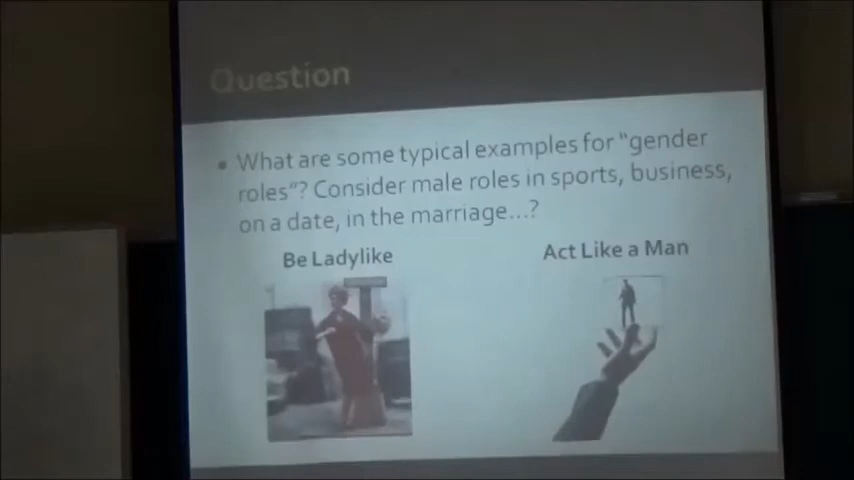 Question
• What are some typical examples for "gender
roles"? Consider male roles in sports, business,
on a date, in the marriage...?
Be Ladylike
Act Like a Man